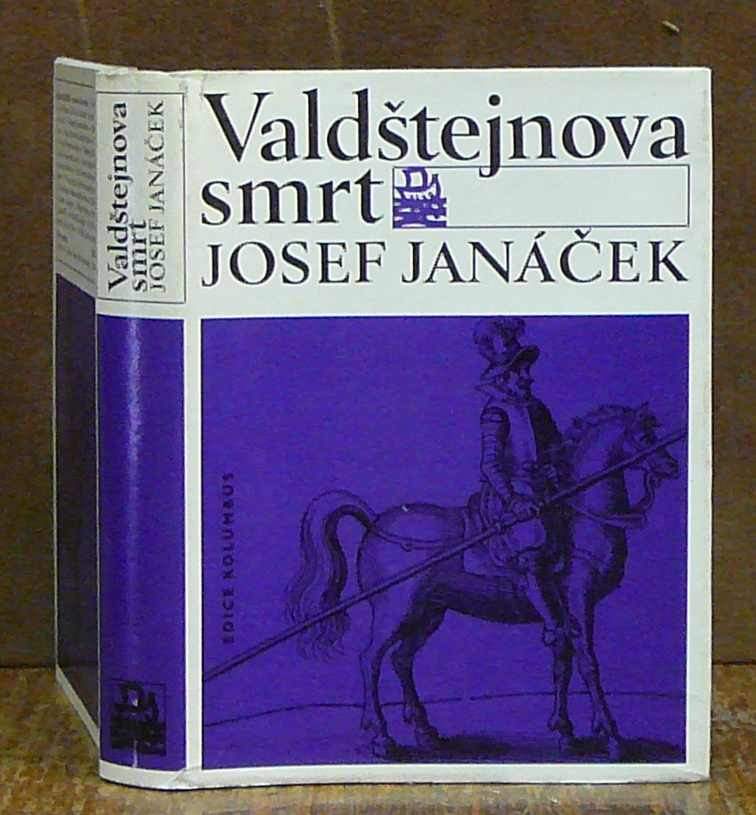 Valdštejnova
smrt
JOSEF JANÁČEK
Valdštejnova
smrt
JOSEF JANÁČEK
EDICE KOLUMBUS